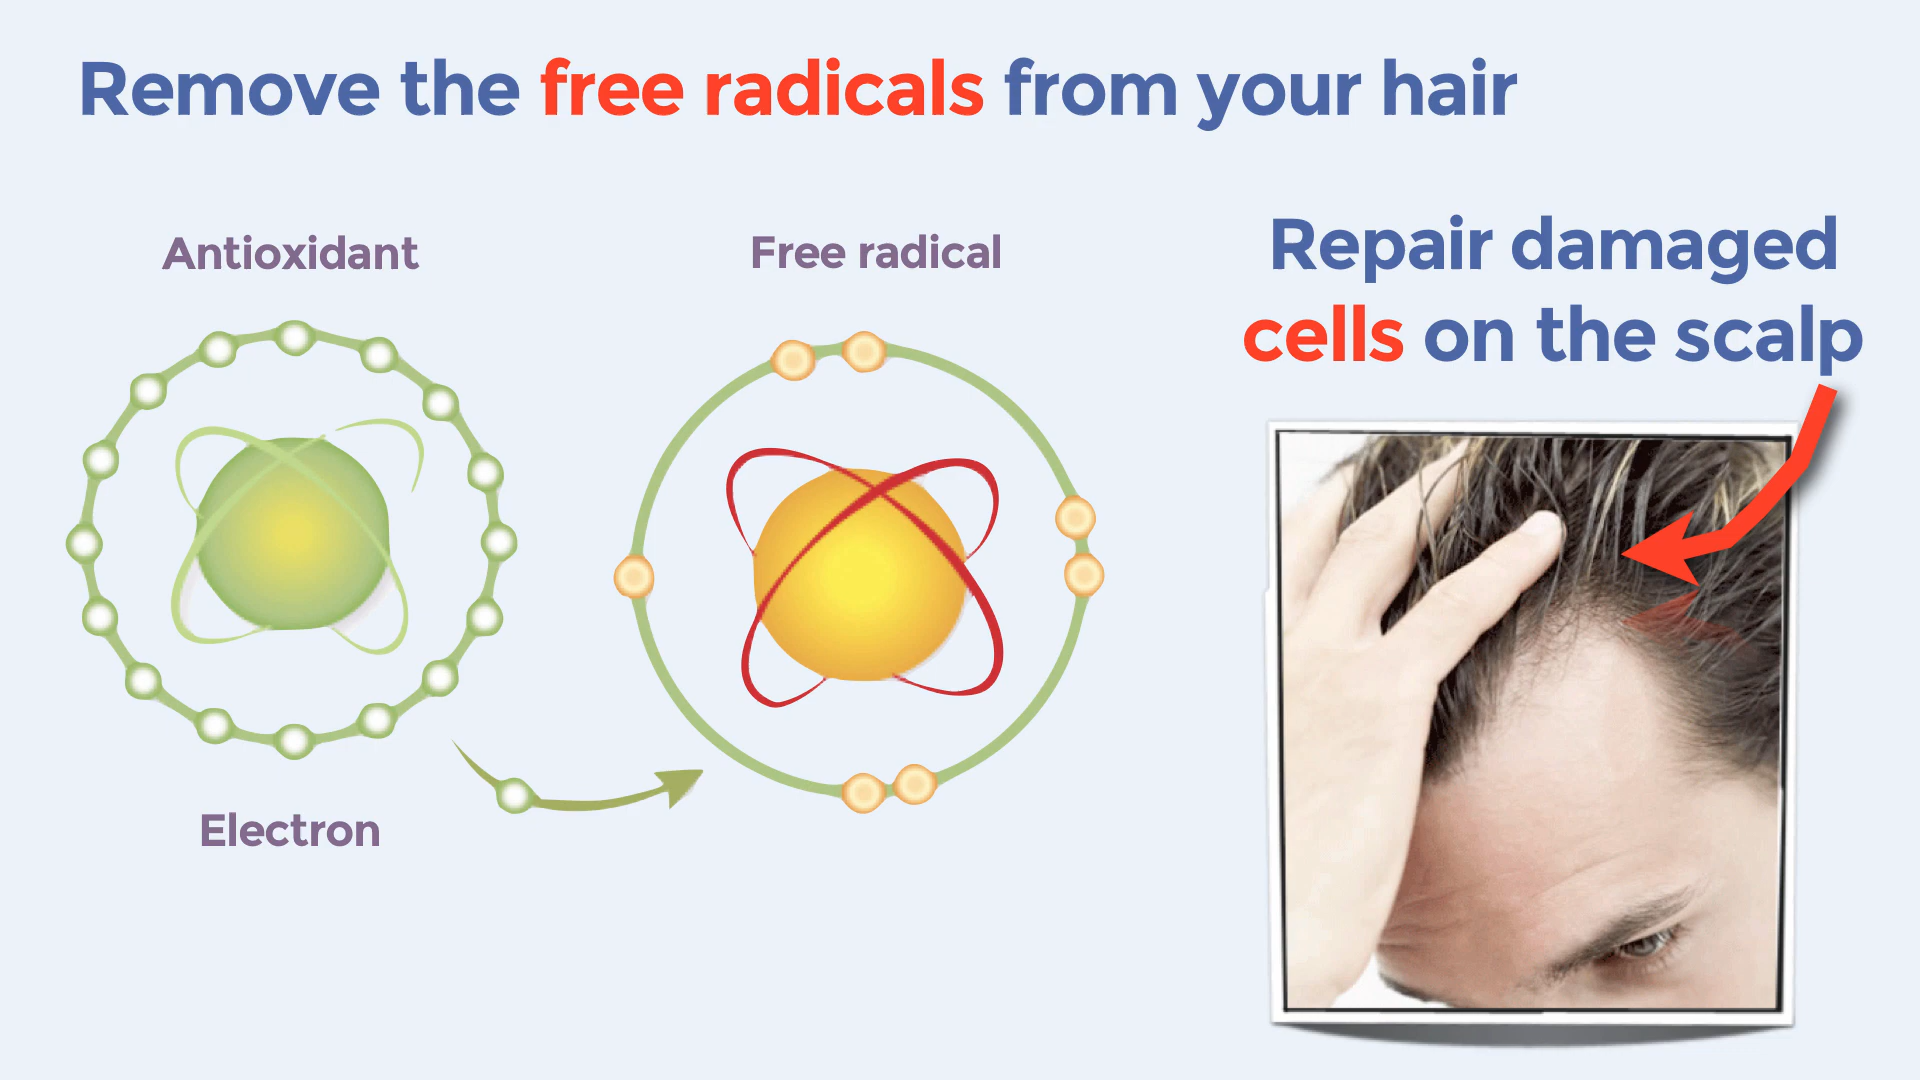 Remove the free radicals from your hair
Antioxidant
Free radical
Repair damaged
cells on the scalp
Electron